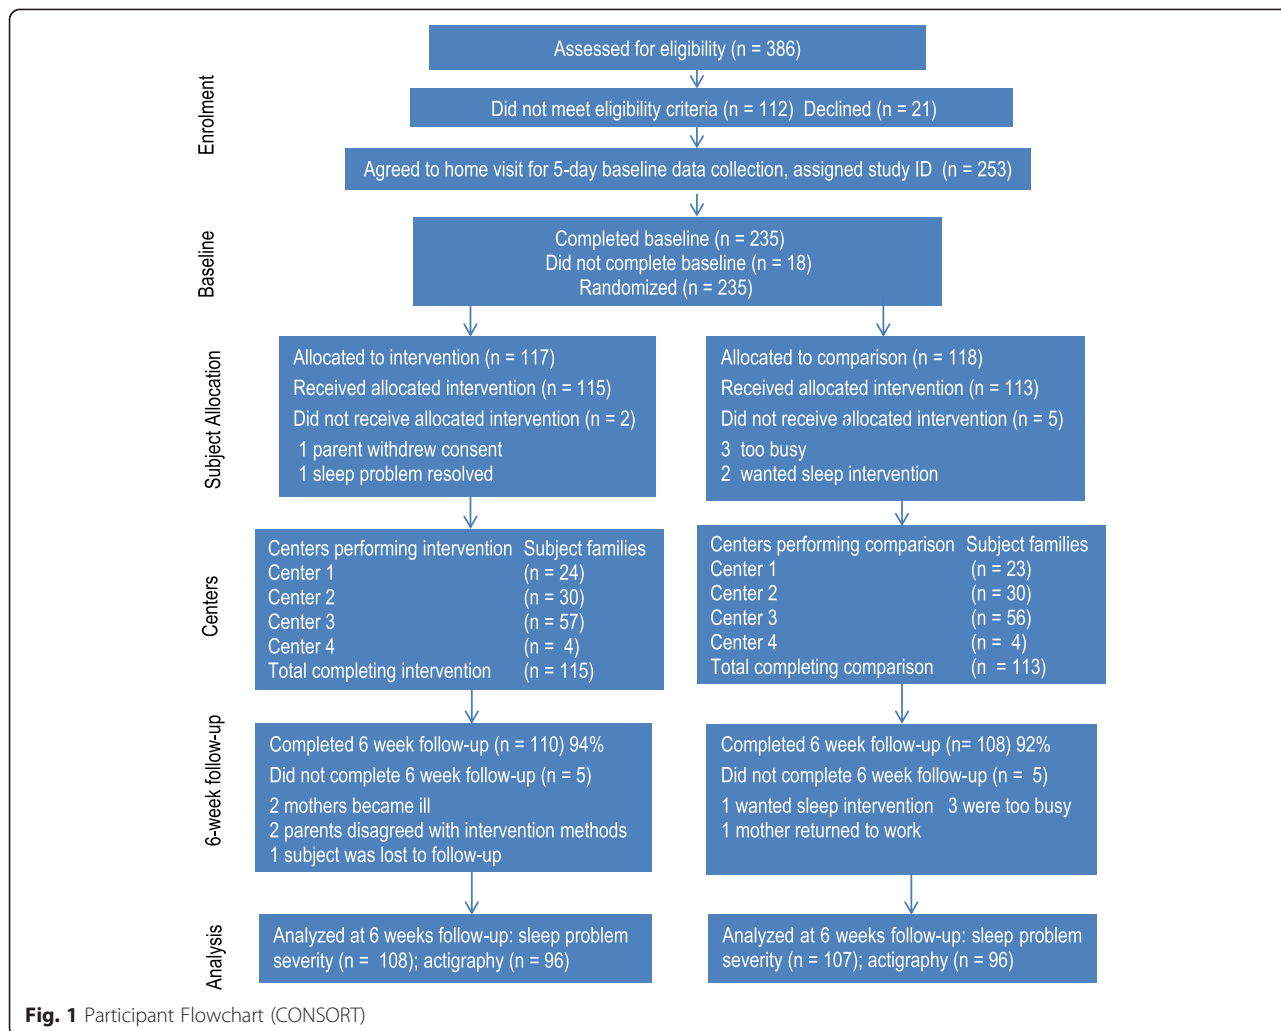 Enrolment
Assessed for eligibility (n = 386)
Did not meet eligibility criteria (n = 112) Declined (n = 21)
Agreed to home visit for 5-day baseline data collection, assigned study ID (n = 253)
Baseline
Completed baseline (n = 235)
Did not complete baseline (n = 18)
Randomized (n = 235)
Subject Allocation
Allocated to intervention (n = 117)
Received allocated intervention (n = 115)
Did not receive allocated intervention (n = 2)
1 parent withdrew consent
1 sleep problem resolved
Allocated to comparison (n = 118)
Received allocated intervention (n = 113)
Did not receive allocated intervention (n = 5)
3 too busy
2 wanted sleep intervention
Centers
Centers performing intervention Subject families
Center 1 (n = 24)
Center 2 (n = 30)
Center 3 (n = 57)
Center 4 (n = 4)
Total completing intervention (n = 115)
Centers performing comparison Subject families
Center 1 (n = 23)
Center 2 (n = 30)
Center 3 (n = 56)
Center 4 (n = 4)
Total completing comparison (n = 113)
6-week follow-up
Completed 6 week follow-up (n = 110) 94%
Did not complete 6 week follow-up (n = 5)
2 mothers became ill
2 parents disagreed with intervention methods
1 subject was lost to follow-up
Completed 6 week follow-up (n= 108) 92%
Did not complete 6 week follow-up (n = 5)
1 wanted sleep intervention 3 were too busy
1 mother returned to work
Analysis
Analyzed at 6 weeks follow-up: sleep problem
severity (n = 108); actigraphy (n = 96)
Analyzed at 6 weeks follow-up: sleep problem
severity (n = 107); actigraphy (n = 96)
Fig. 1 Participant Flowchart (CONSORT)